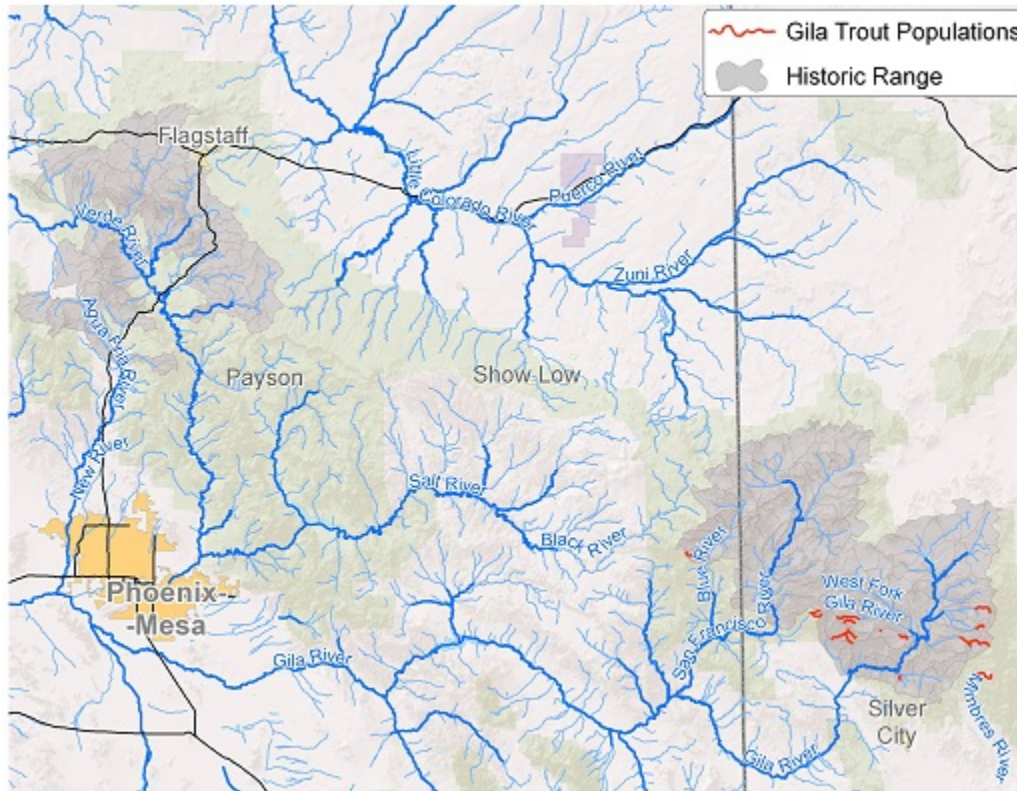 Gila Trout Populations
Historic Range
Flagstaff
Little Colorado River
Puerco River
Verde River
Zuni River
Agua Fria River
Payson
Show Low
New River
Salt River
Black River
Blue River
West Fork
Gila River
Phoenix-
-Mesa
San Francisco River
Gila River
Mimbres River
Silver
City
Gila River